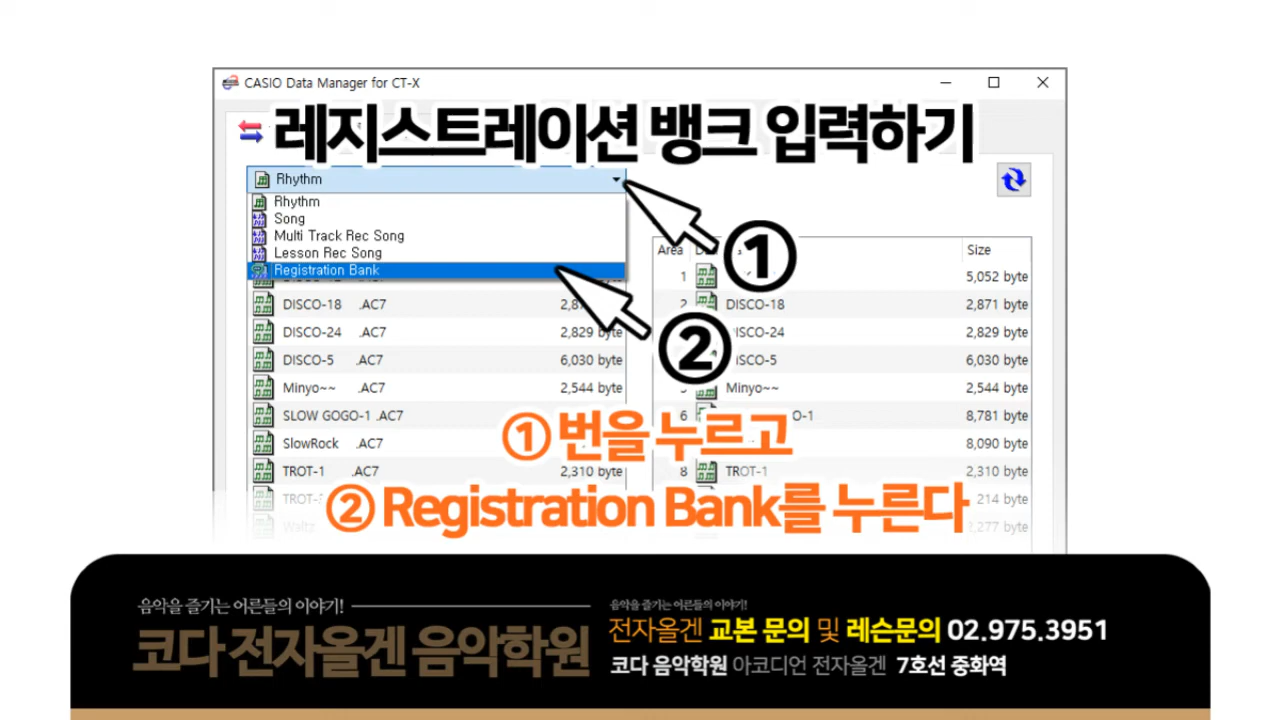 CASIO Data Manager for CT-X
레지스트레이션 뱅크 입력하기
Rhythm
Rhythm
Song
Multi Track Rec Song
Lesson Rec Song
Registration Bank
①
②
Area
Size
1 5,052 byte
DISCO-18 .AC7
2 DISCO-18 2,871 byte
DISCO-24 .AC7 2,829 byte
DISCO-24 2,829 byte
DISCO-5 .AC7 6,030 byte
DISCO-5 6,030 byte
Minyo~~ .AC7 2,544 byte
Minyo~~ 2,544 byte
SLOW GOGO-1 .AC7
6 8,781 byte
SlowRock .AC7
8,090 byte
TROT-1 .AC7 2,310 byte
8 TROT-1 2,310 byte
Waltz
① 번을 누르고
② Registration Bank를 누른다
음악을 즐기는 어른들의 이야기!
코다 전자올겐 음악학원
음악을 즐기는 어른들의 이야기!
전자올겐 교본 문의 및 레슨문의 02.975.3951
코다 음악학원 아코디언 전자올겐 7호선 중화역